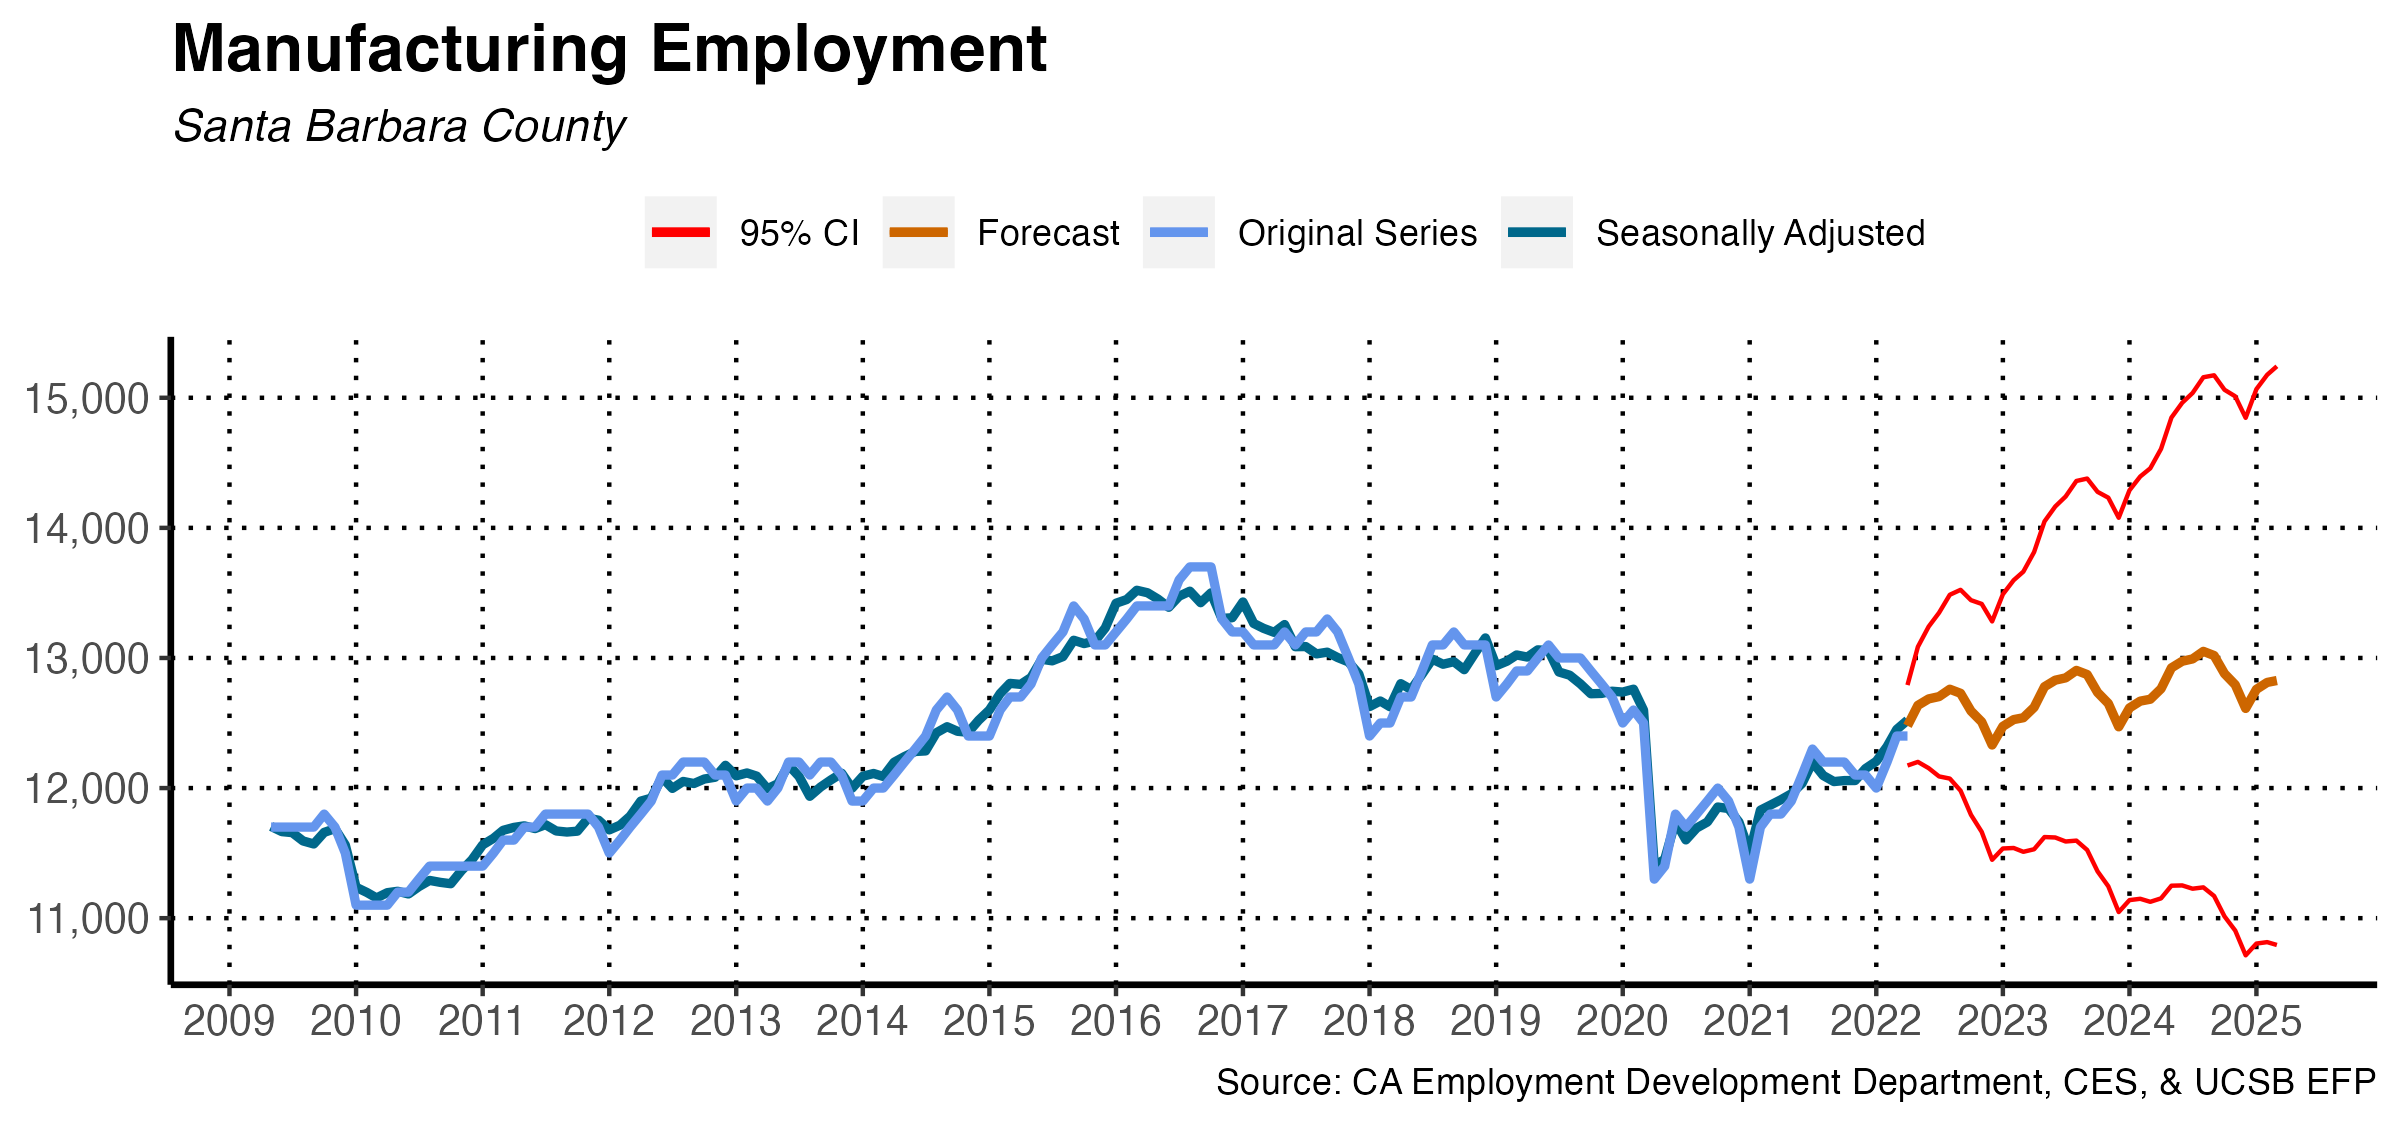 Manufacturing Employment
Santa Barbara County
95% CI Forecast Original Series Seasonally Adjusted
15,000
14,000
13,000
12,000
11,000
2009 2010 2011 2012 2013 2014 2015 2016 2017 2018 2019 2020 2021 2022 2023 2024 2025
Source: CA Employment Development Department, CES, & UCSB EFP